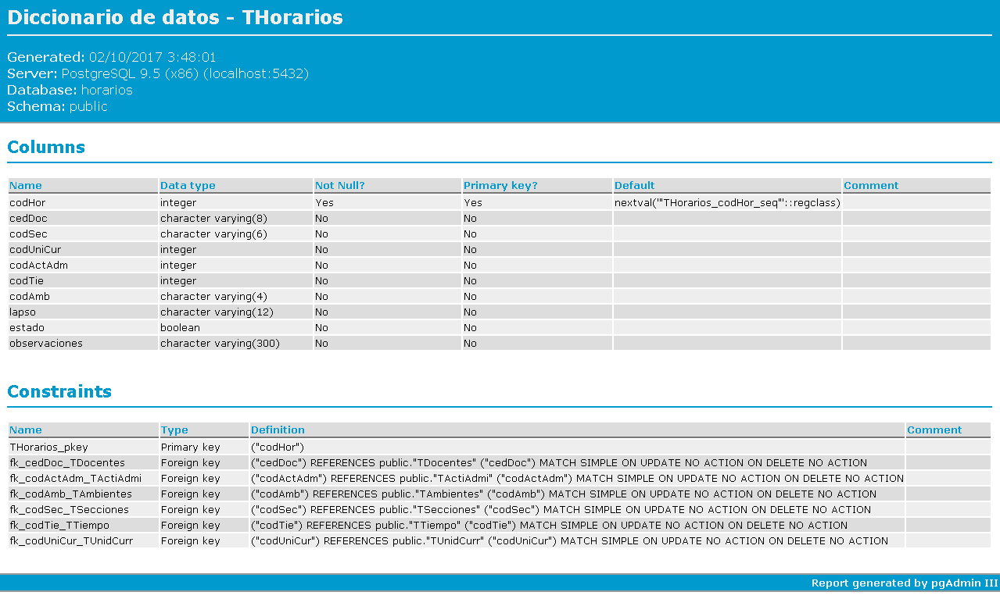 Diccionario de datos - THorarios
Generated: 02/10/2017 3:48:01
Server: PostgreSQL 9.5 (x86) (localhost:5432)
Database: horarios
Schema: public
Columns
Name Data type Not Null? Primary key? Default Comment
codHor integer Yes Yes nextval('"THorarios_codHor_seq"'::regclass)
cedDoc character varying(8) No No
codSec character varying(6) No No
codUniCur integer No No
codActAdm integer No No
codTie integer No No
codAmb character varying(4) No No
lapso character varying(12) No No
estado boolean No No
observaciones character varying(300) No No
Constraints
Name Type Definition Comment
THorarios_pkey Primary key ("codHor")
fk_cedDoc_TDocentes Foreign key ("cedDoc") REFERENCES public."TDocentes" ("cedDoc") MATCH SIMPLE ON UPDATE NO ACTION ON DELETE NO ACTION
fk_codActAdm_TActiAdmi Foreign key ("codActAdm") REFERENCES public."TActiAdmi" ("codActAdm") MATCH SIMPLE ON UPDATE NO ACTION ON DELETE NO ACTION
fk_codAmb_TAmbientes Foreign key ("codAmb") REFERENCES public."TAmbientes" ("codAmb") MATCH SIMPLE ON UPDATE NO ACTION ON DELETE NO ACTION
fk_codSec_TSecciones Foreign key ("codSec") REFERENCES public."TSecciones" ("codSec") MATCH SIMPLE ON UPDATE NO ACTION ON DELETE NO ACTION
fk_codTie_TTiempo Foreign key ("codTie") REFERENCES public."TTiempo" ("codTie") MATCH SIMPLE ON UPDATE NO ACTION ON DELETE NO ACTION
fk_codUniCur_TUnidCurr Foreign key ("codUniCur") REFERENCES public."TUnidCurr" ("codUniCur") MATCH SIMPLE ON UPDATE NO ACTION ON DELETE NO ACTION
Report generated by pgAdmin III